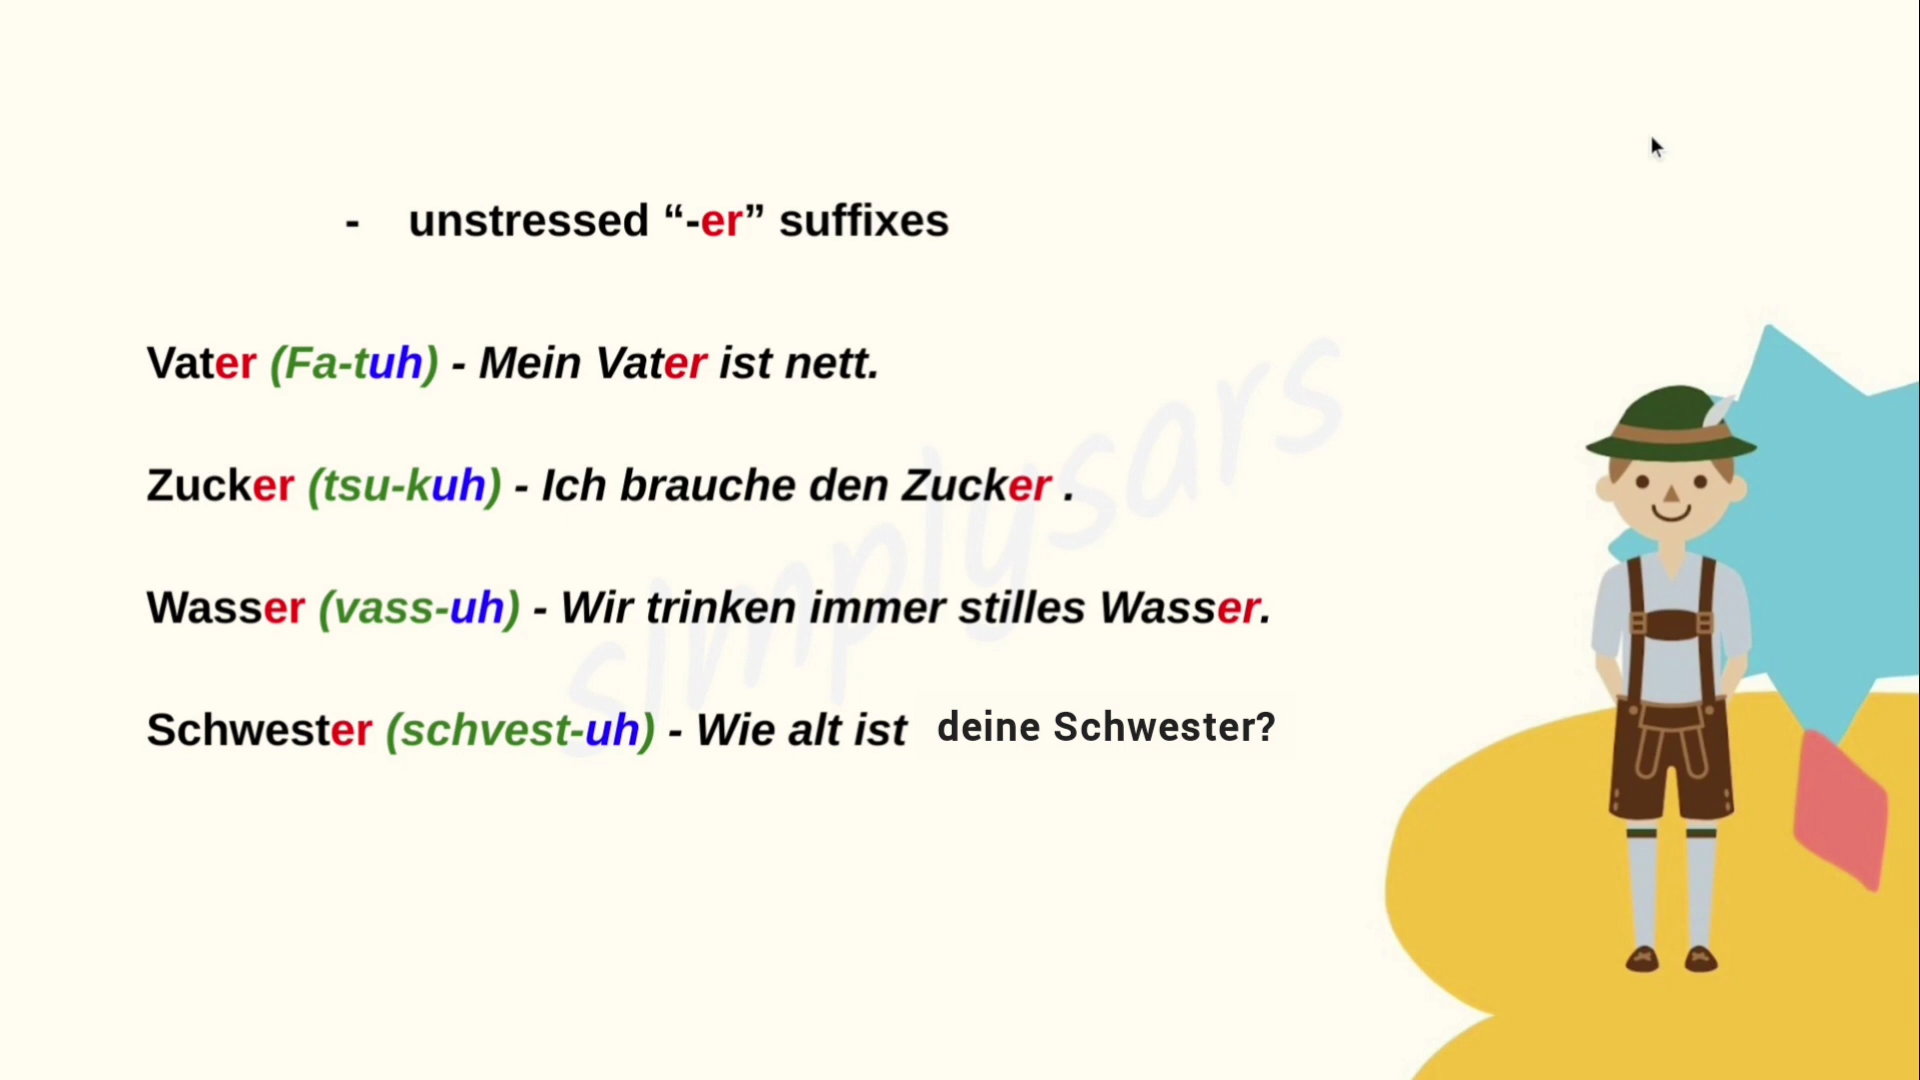 - unstressed “-er” suffixes
Vater (Fa-tuh) - Mein Vater ist nett.
Zucker (tsu-kuh) - Ich brauche den Zucker .
Wasser (vass-uh) - Wir trinken immer stilles Wasser.
Schwester (schvest-uh) - Wie alt ist deine Schwester?
simplysars